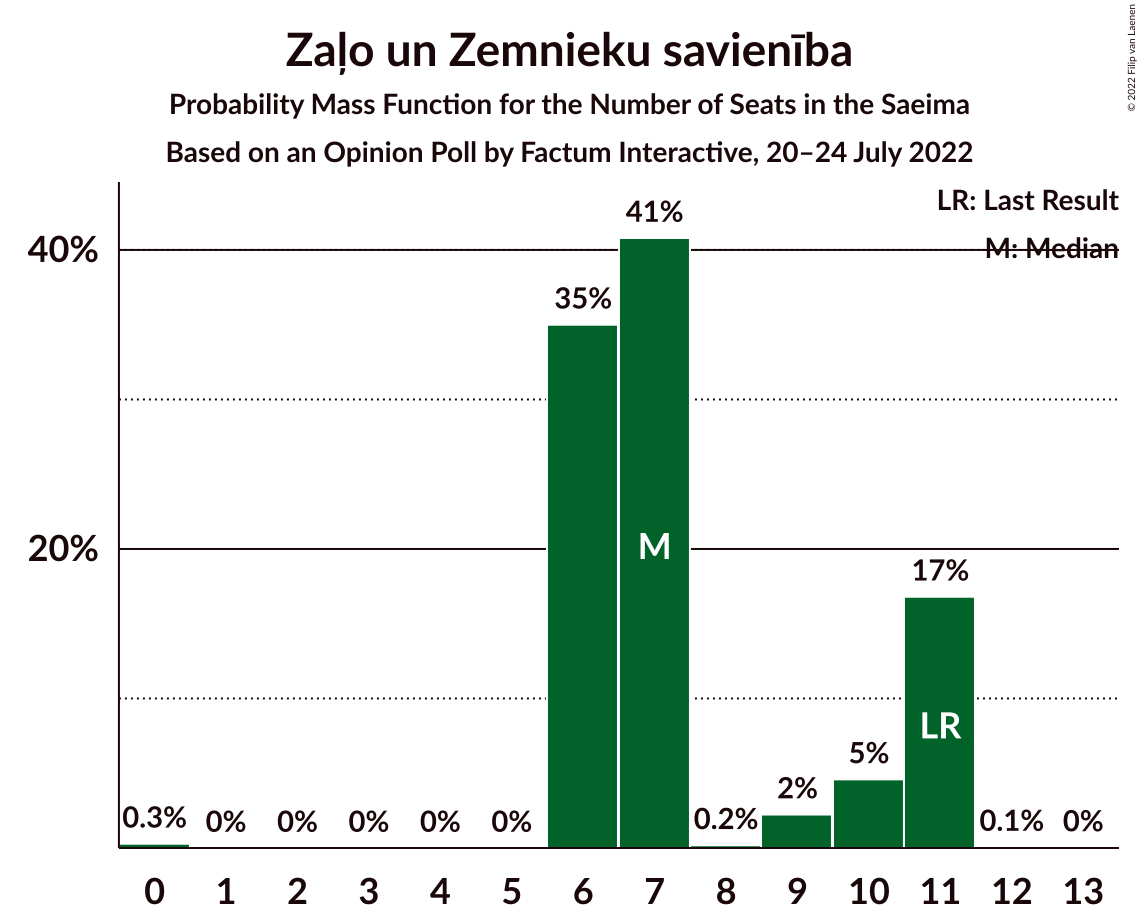 Zaļo un Zemnieku savienība
Probability Mass Function for the Number of Seats in the Saeima
Based on an Opinion Poll by Factum Interactive, 20–24 July 2022
© 2022 Filip van Laenen
LR: Last Result
M: Median
40%
20%
0.3%
0%
0%
0%
0%
0%
35%
41%
0.2%
2%
5%
17%
0.1%
0%
M
LR
0 1 2 3 4 5 6 7 8 9 10 11 12 13